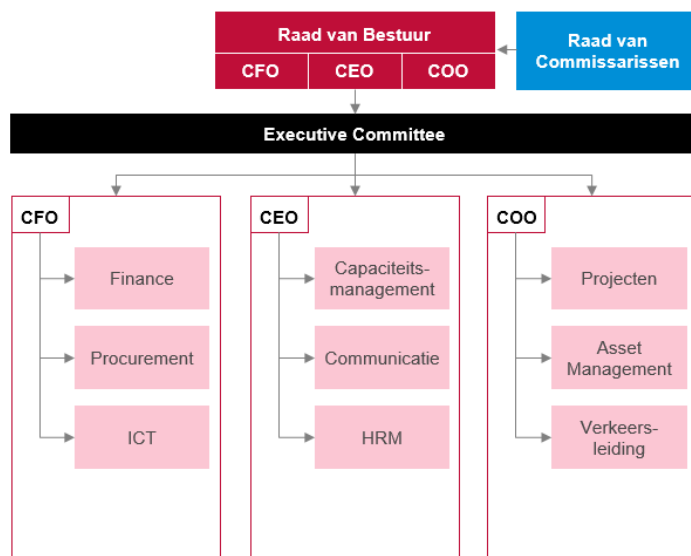 Raad van Bestuur
CFO
CEO
COO
Raad van
Commissarissen
Executive Committee
CFO
Finance
Procurement
ICT
CEO
Capaciteits-
management
Communicatie
HRM
COO
Projecten
Asset
Management
Verkeers-
leiding